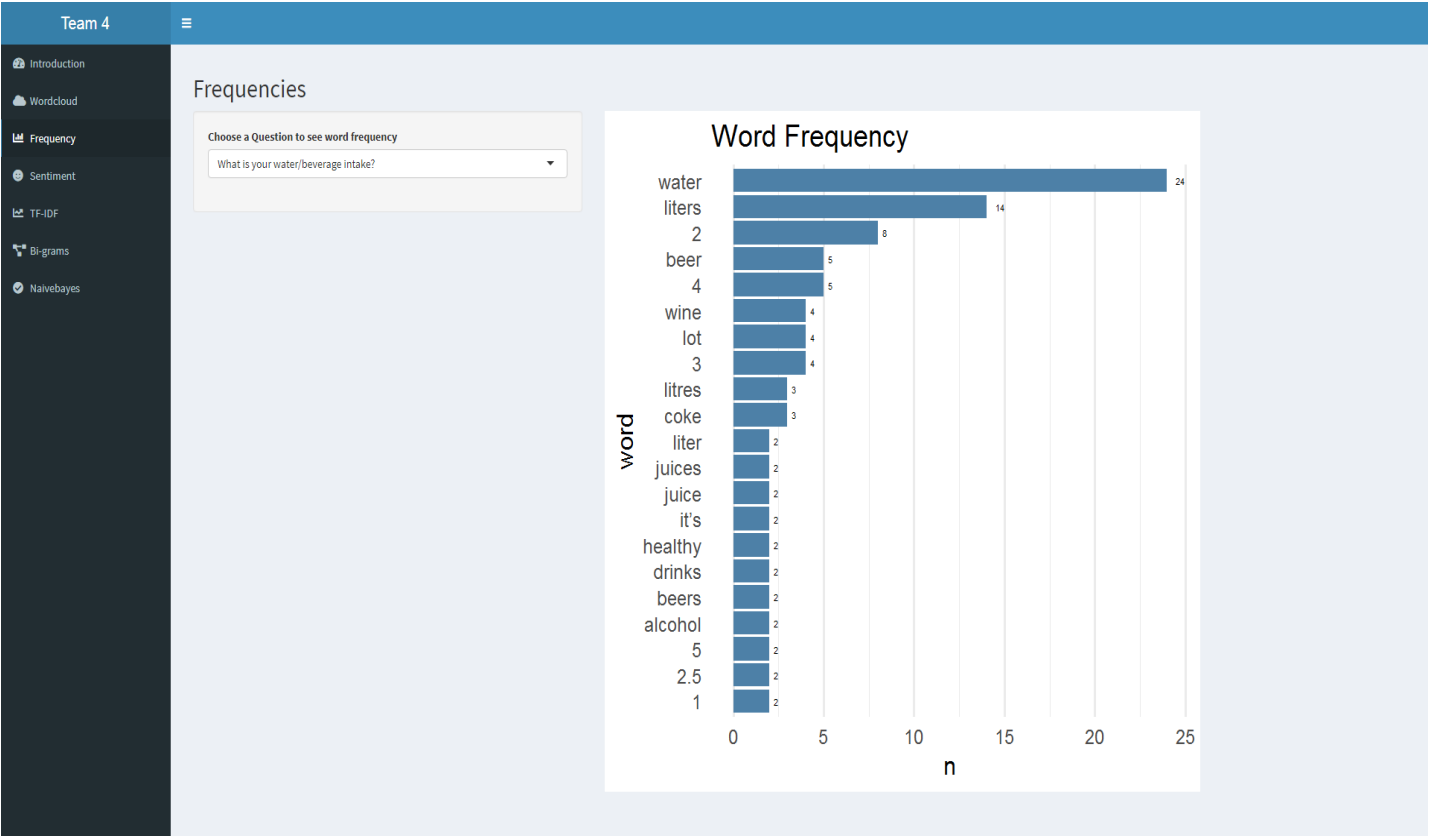 Team 4
Introduction
Wordcloud
Frequency
Sentiment
TF-IDF
Bi-grams
Naivebayes
Frequencies
Choose a Question to see word frequency
What is your water/beverage intake?
Word Frequency
word
water 24
liters 14
2 8
beer 5
4 5
wine 4
lot 4
3 4
litres 3
coke 3
liter 2
juices 2
juice 2
it’s 2
healthy 2
drinks 2
beers 2
alcohol 2
5 2
2.5 2
1 2
0 5 10 15 20 25
n